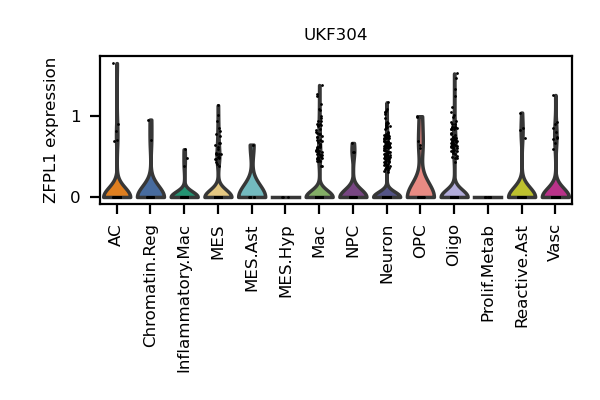 UKF304
ZFPL1 expression
1
0
AC
Chromatin.Reg
Inflammatory.Mac
MES
MES.Ast
MES.Hyp
Mac
NPC
Neuron
OPC
Oligo
Prolif.Metab
Reactive.Ast
Vasc